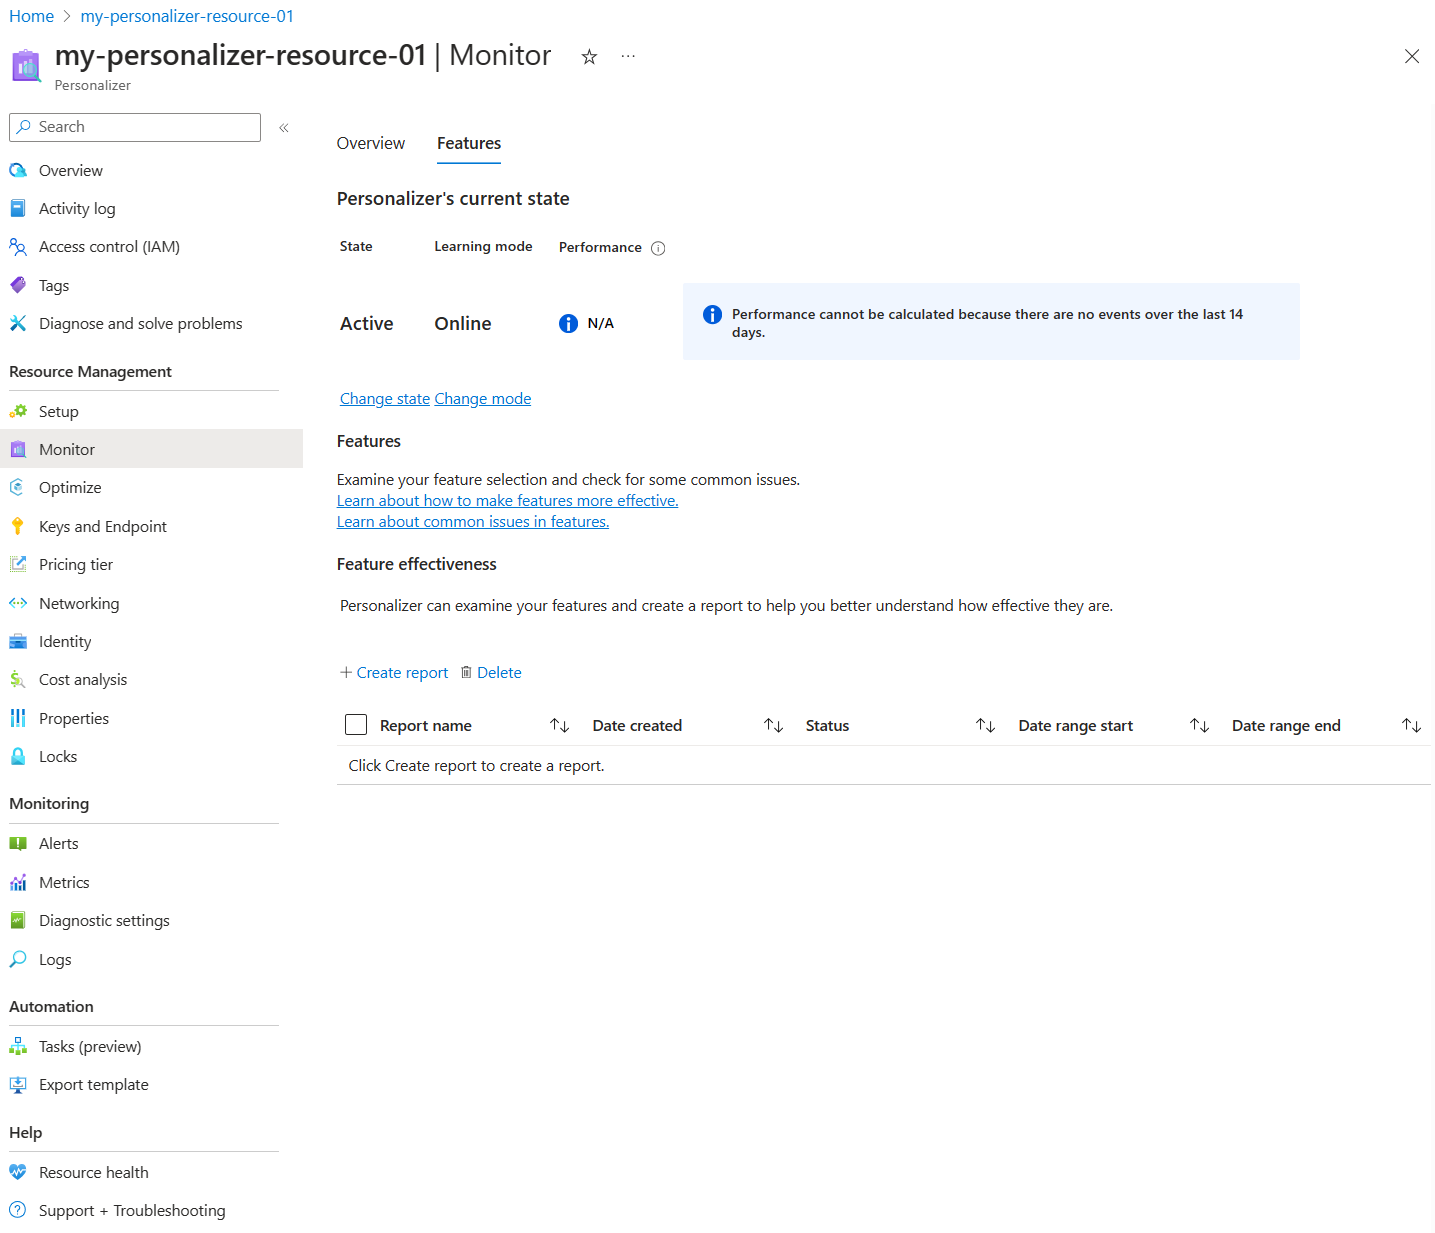 Home > my-personalizer-resource-01
my-personalizer-resource-01 | Monitor
Personalizer
Search
Overview
Activity log
Access control (IAM)
Tags
Diagnose and solve problems
Resource Management
Setup
Monitor
Optimize
Keys and Endpoint
Pricing tier
Networking
Identity
Cost analysis
Properties
Locks
Monitoring
Alerts
Metrics
Diagnostic settings
Logs
Automation
Tasks (preview)
Export template
Help
Resource health
Support + Troubleshooting
Overview Features
Personalizer's current state
State Learning mode Performance
Active Online N/A
Performance cannot be calculated because there are no events over the last 14
days.
Change state Change mode
Features
Examine your feature selection and check for some common issues.
Learn about how to make features more effective.
Learn about common issues in features.
Feature effectiveness
Personalizer can examine your features and create a report to help you better understand how effective they are.
Create report Delete
Report name Date created Status Date range start Date range end
Click Create report to create a report.